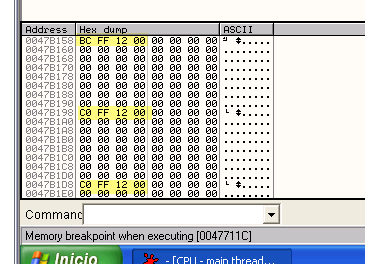 Address Hex dump ASCII
0047B158 BC FF 12 00 00 00 00 00 ╝ ↕.....
0047B160 00 00 00 00 00 00 00 00 ........
0047B168 00 00 00 00 00 00 00 00 ........
0047B170 00 00 00 00 00 00 00 00 ........
0047B178 00 00 00 00 00 00 00 00 ........
0047B180 00 00 00 00 00 00 00 00 ........
0047B188 00 00 00 00 00 00 00 00 ........
0047B190 00 00 00 00 00 00 00 00 ........
0047B198 C0 FF 12 00 00 00 00 00 └ ↕.....
0047B1A0 00 00 00 00 00 00 00 00 ........
0047B1A8 00 00 00 00 00 00 00 00 ........
0047B1B0 00 00 00 00 00 00 00 00 ........
0047B1B8 00 00 00 00 00 00 00 00 ........
0047B1C0 00 00 00 00 00 00 00 00 ........
0047B1C8 00 00 00 00 00 00 00 00 ........
0047B1D0 00 00 00 00 00 00 00 00 ........
0047B1D8 C0 FF 12 00 00 00 00 00 └ ↕.....
0047B1E0 00 00 00 00 00 00 00 00 ........
Command
Memory breakpoint when executing [0047711C]
Inicio - [CPU - main thread...